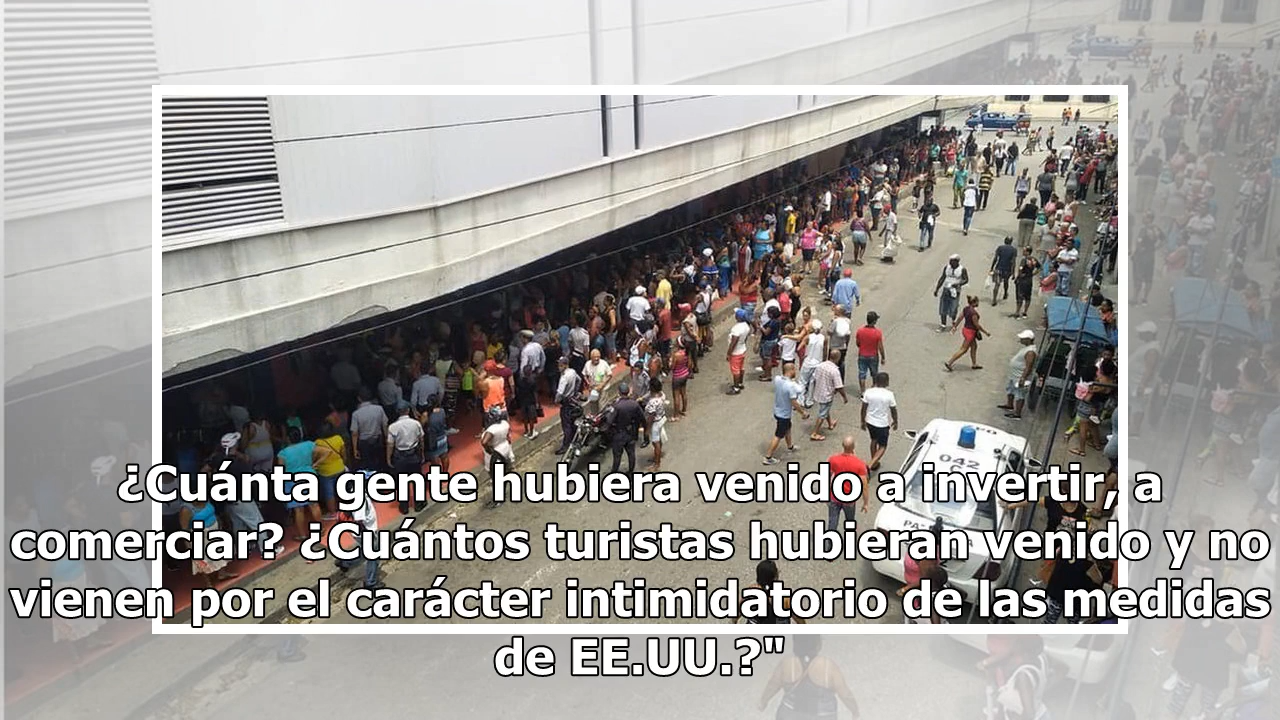 042
¿Cuánta gente hubiera venido a invertir, a
comerciar? ¿Cuántos turistas hubieran venido y no
vienen por el carácter intimidatorio de las medidas
de EE.UU.?"